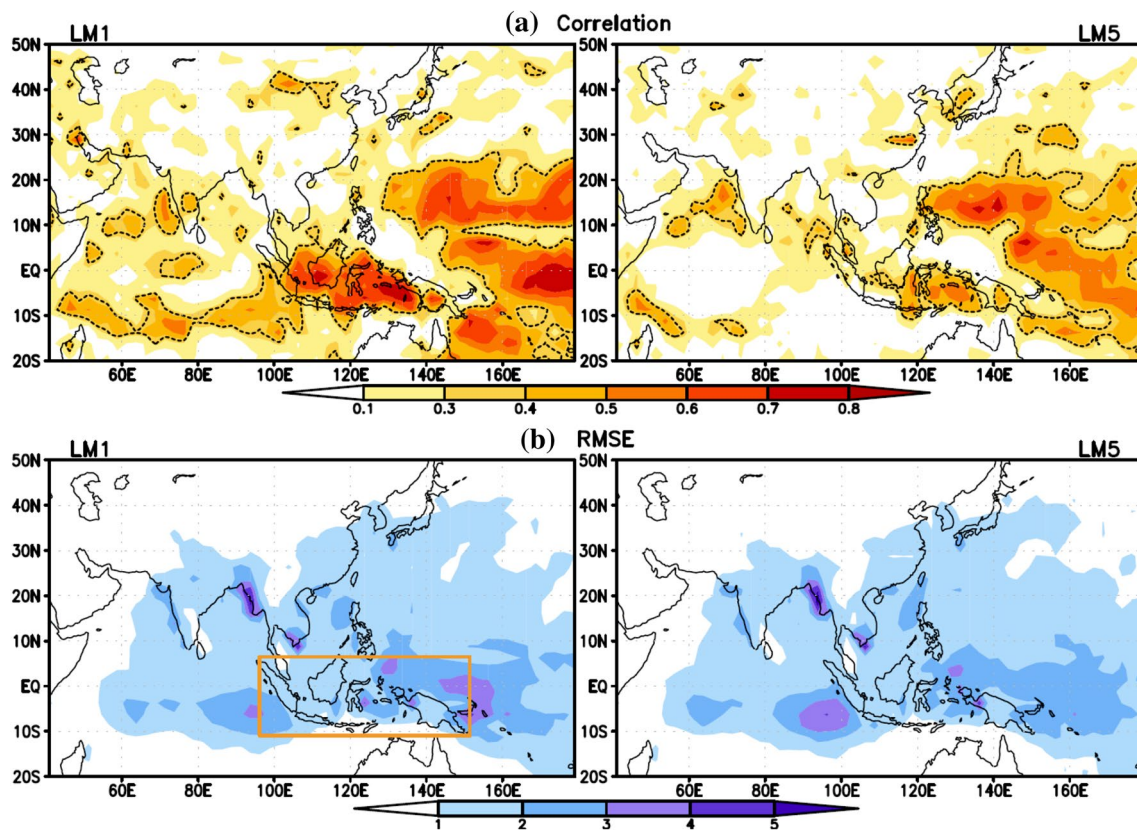 (a) Correlation
LM1 LM5
50N 50N
40N 40N
30N 30N
20N 20N
10N 10N
EQ EQ
10S 10S
20S 20S
60E 80E 100E 120E 140E 160E 60E 80E 100E 120E 140E 160E
0.1 0.3 0.4 0.5 0.6 0.7 0.8
(b) RMSE
LM1 LM5
50N 50N
40N 40N
30N 30N
20N 20N
10N 10N
EQ EQ
10S 10S
20S 20S
60E 80E 100E 120E 140E 160E 60E 80E 100E 120E 140E 160E
1 2 3 4 5